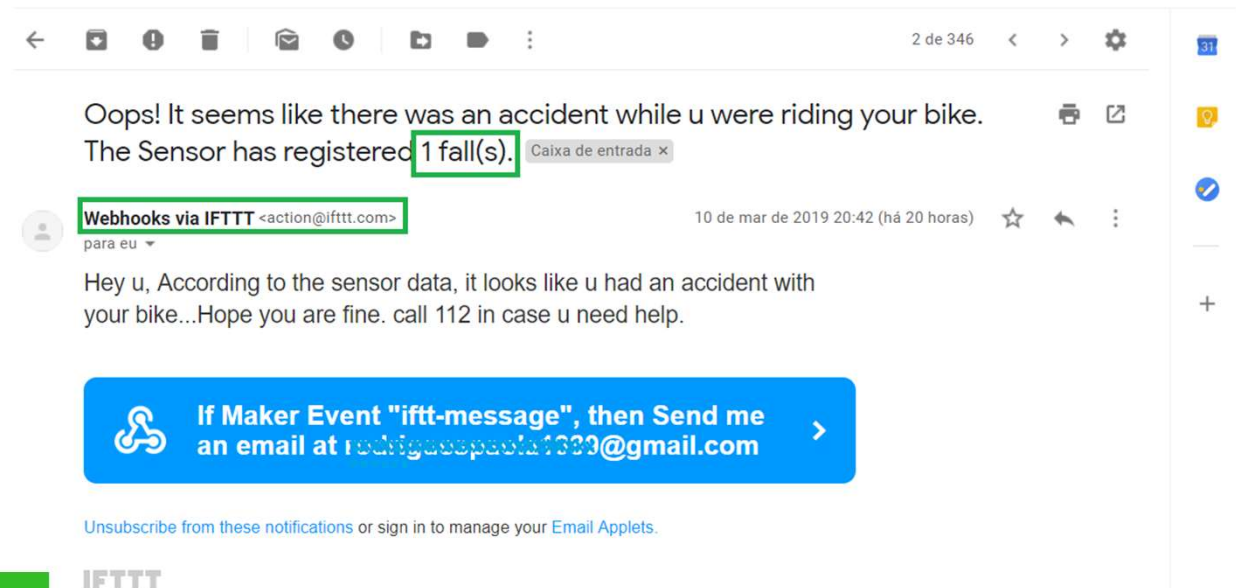 2 de 346
31
Oops! It seems like there was an accident while u were riding your bike.
The Sensor has registered 1 fall(s). Caixa de entrada ×
Webhooks via IFTTT <action@ifttt.com> 10 de mar de 2019 20:42 (há 20 horas)
para eu
Hey u, According to the sensor data, it looks like u had an accident with
your bike...Hope you are fine. call 112 in case u need help.
If Maker Event "iftt-message", then Send me
an email at @gmail.com
Unsubscribe from these notifications or sign in to manage your Email Applets.
IFTTT